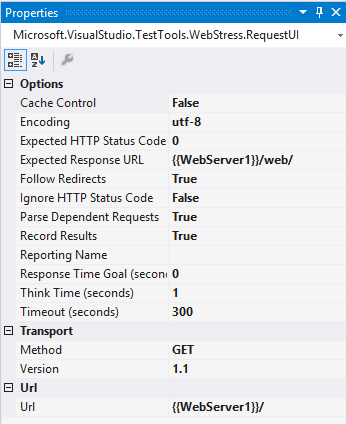 Properties
Microsoft.VisualStudio.TestTools.WebStress.RequestUI
Options
Cache Control False
Encoding utf-8
Expected HTTP Status Code 0
Expected Response URL {{WebServer1}}/web/
Follow Redirects True
Ignore HTTP Status Code False
Parse Dependent Requests True
Record Results True
Reporting Name
Response Time Goal (secon 0
Think Time (seconds) 1
Timeout (seconds) 300
Transport
Method GET
Version 1.1
Url
Url {{WebServer1}}/